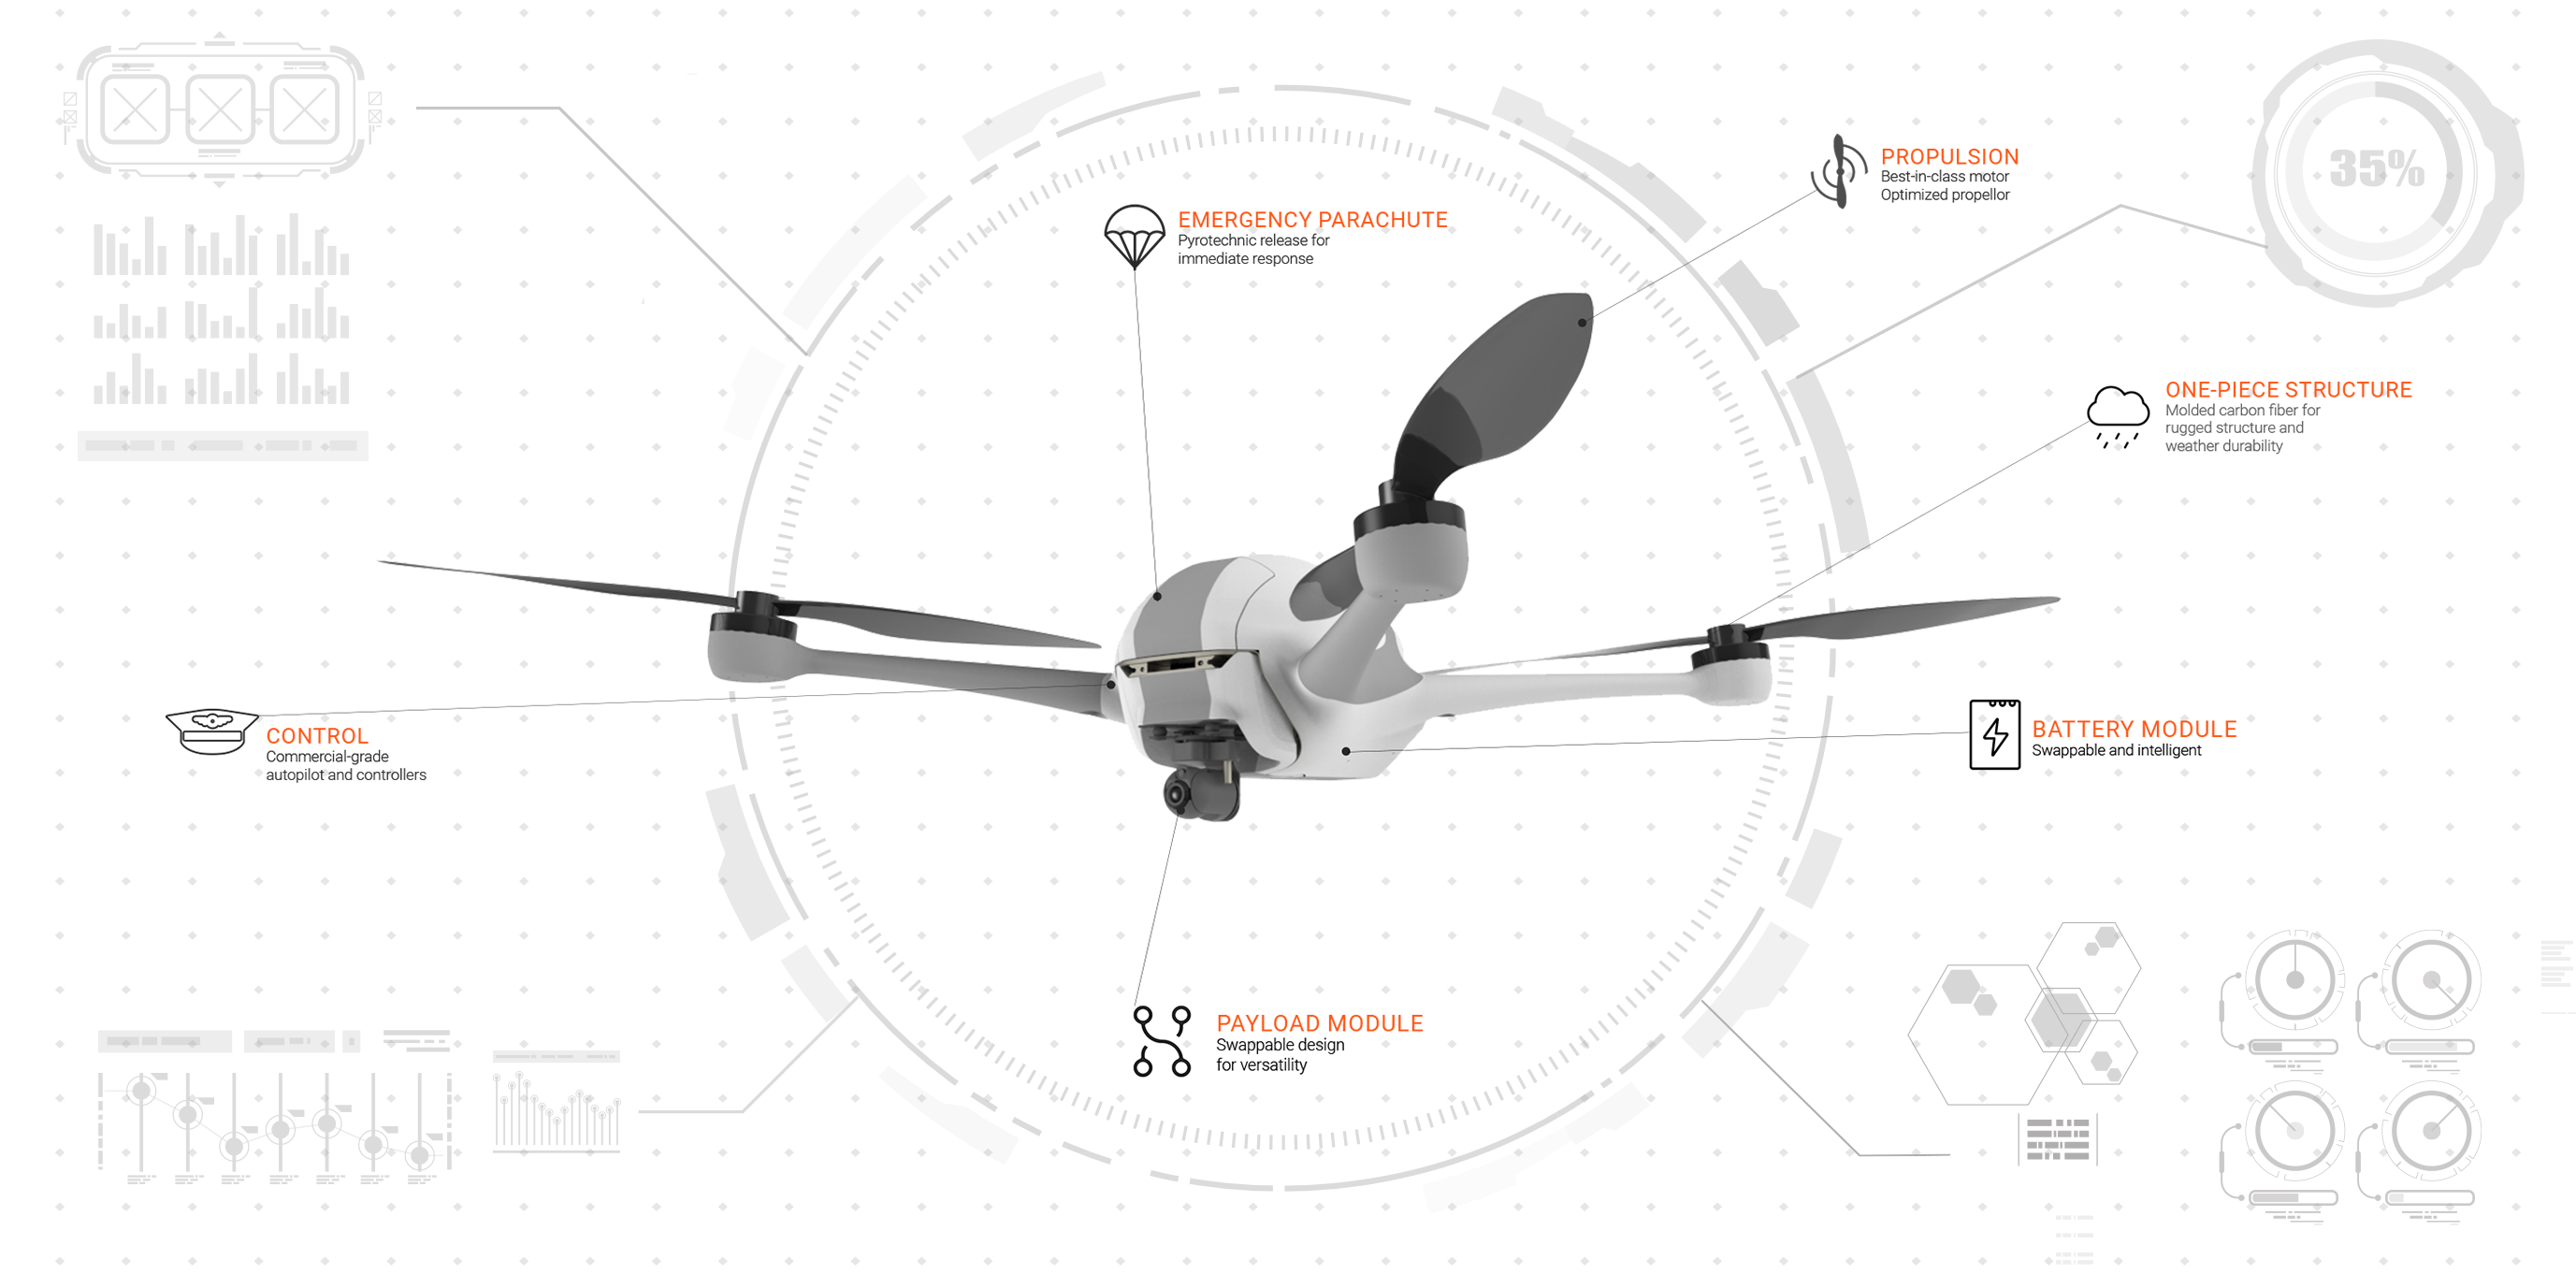 35%
PROPULSION
Best-in-class motor
Optimized propellor
EMERGENCY PARACHUTE
Pyrotechnic release for
immediate response
ONE-PIECE STRUCTURE
Molded carbon fiber for
rugged structure and
weather durability
CONTROL
Commercial-grade
autopilot and controllers
BATTERY MODULE
Swappable and intelligent
PAYLOAD MODULE
Swappable design
for versatility